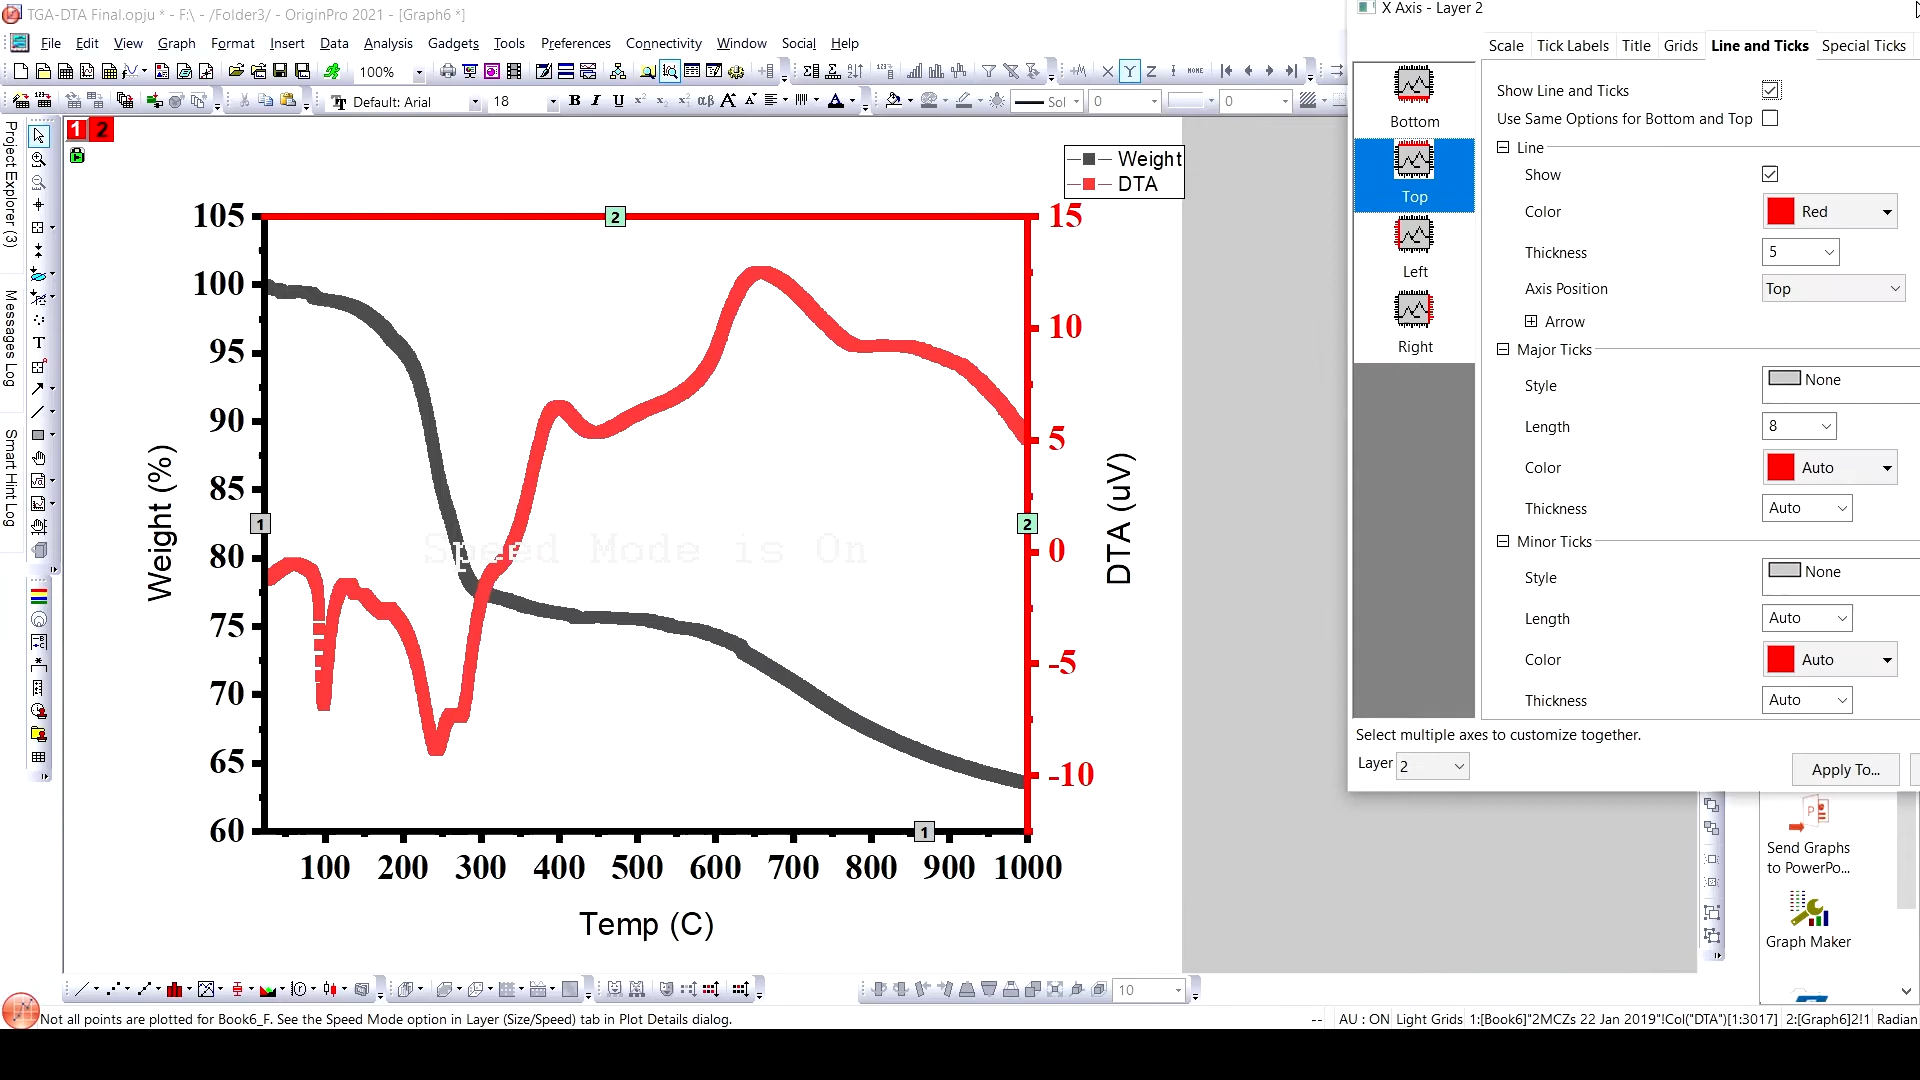 TGA-DTA Final.opju * - F:\ - /Folder3/ - OriginPro 2021 - [Graph6 *]
File Edit View Graph Format Insert Data Analysis Gadgets Tools Preferences Connectivity Window Social Help
100%
Default: Arial 18 B I U Sol 0 0
Project Explorer (3)
Messages Log
Smart Hint Log
1 2
Weight
DTA
105
100
95
90
85
80
75
70
65
60
15
10
5
0
-5
-10
100 200 300 400 500 600 700 800 900 1000
Weight (%)
DTA (uV)
Temp (C)
Speed Mode is On
2
1
2
1
X Axis - Layer 2
Scale Tick Labels Title Grids Line and Ticks Special Ticks
Bottom
Top
Left
Right
Show Line and Ticks
Use Same Options for Bottom and Top
Line
Show
Color Red
Thickness 5
Axis Position Top
Arrow
Major Ticks
Style None
Length 8
Color Auto
Thickness Auto
Minor Ticks
Style None
Length Auto
Color Auto
Thickness Auto
Select multiple axes to customize together.
Layer 2 Apply To...
Send Graphs
to PowerPo...
Graph Maker
10
Not all points are plotted for Book6_F. See the Speed Mode option in Layer (Size/Speed) tab in Plot Details dialog.
-- AU : ON Light Grids 1:[Book6]"2MCZs 22 Jan 2019"!Col("DTA")[1:3017] 2:[Graph6]2!1 Radian